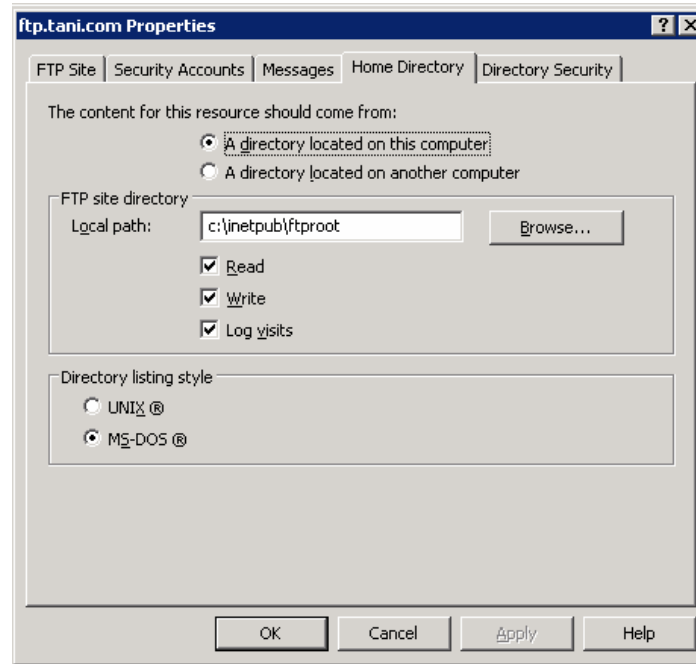 ftp.tani.com Properties
FTP Site Security Accounts Messages Home Directory Directory Security
The content for this resource should come from:
A directory located on this computer
A directory located on another computer
FTP site directory
Local path: c:\inetpub\ftproot Browse...
Read
Write
Log visits
Directory listing style
UNIX ®
MS-DOS ®
OK Cancel Apply Help